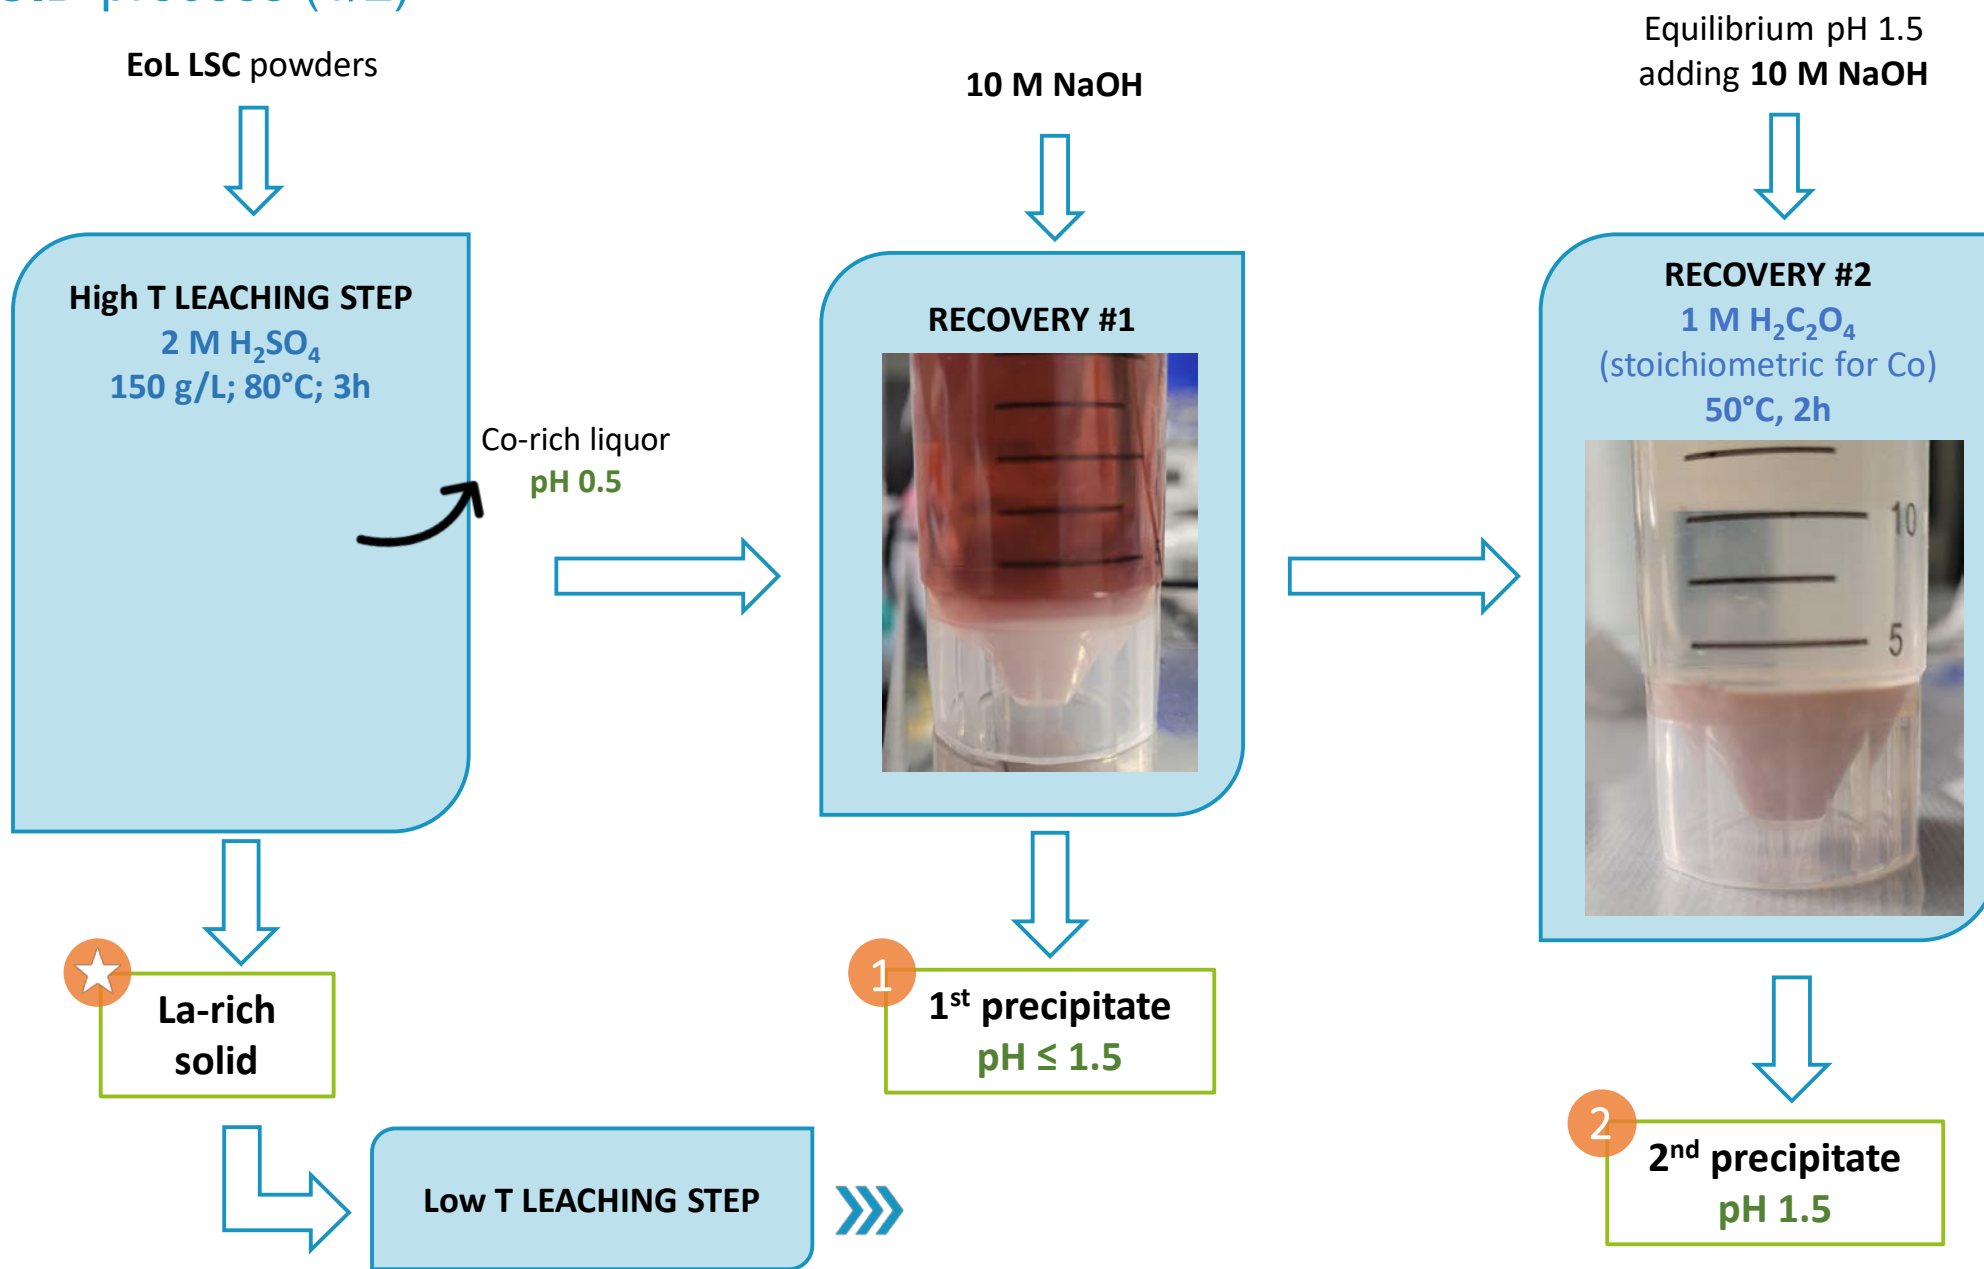 process
EoL LSC powders
High T LEACHING STEP
2 M H₂SO₄
150 g/L; 80°C; 3h
Co-rich liquor
pH 0.5
La-rich
solid
Low T LEACHING STEP
10 M NaOH
RECOVERY #1
1
1st precipitate
pH ≤ 1.5
Equilibrium pH 1.5
adding 10 M NaOH
RECOVERY #2
1 M H₂C₂O₄
(stoichiometric for Co)
50°C, 2h
10
5
2
2nd precipitate
pH 1.5